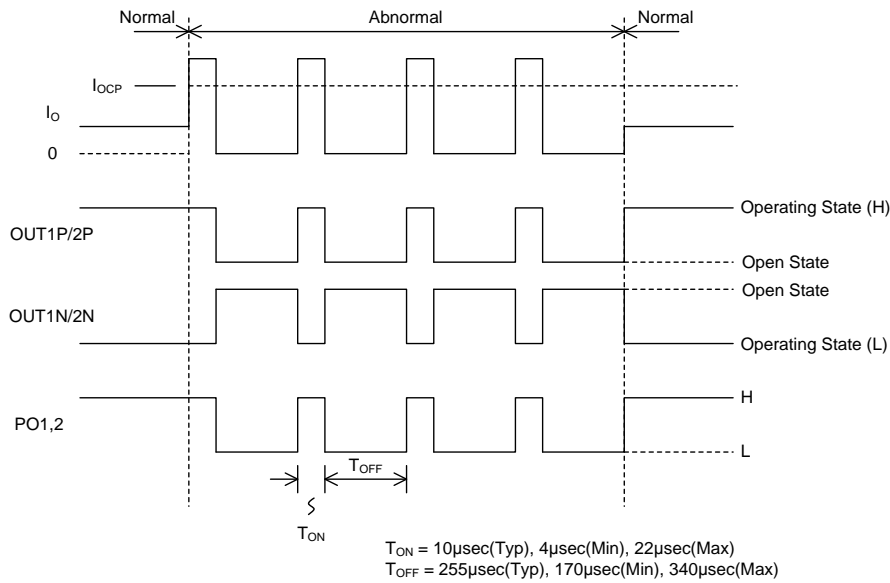 Normal Abnormal Normal
IOCP
IO
0
OUT1P/2P
Operating State (H)
Open State
OUT1N/2N
Open State
Operating State (L)
PO1,2
H
L
TOFF
TON
TON = 10µsec(Typ), 4µsec(Min), 22µsec(Max)
TOFF = 255µsec(Typ), 170µsec(Min), 340µsec(Max)